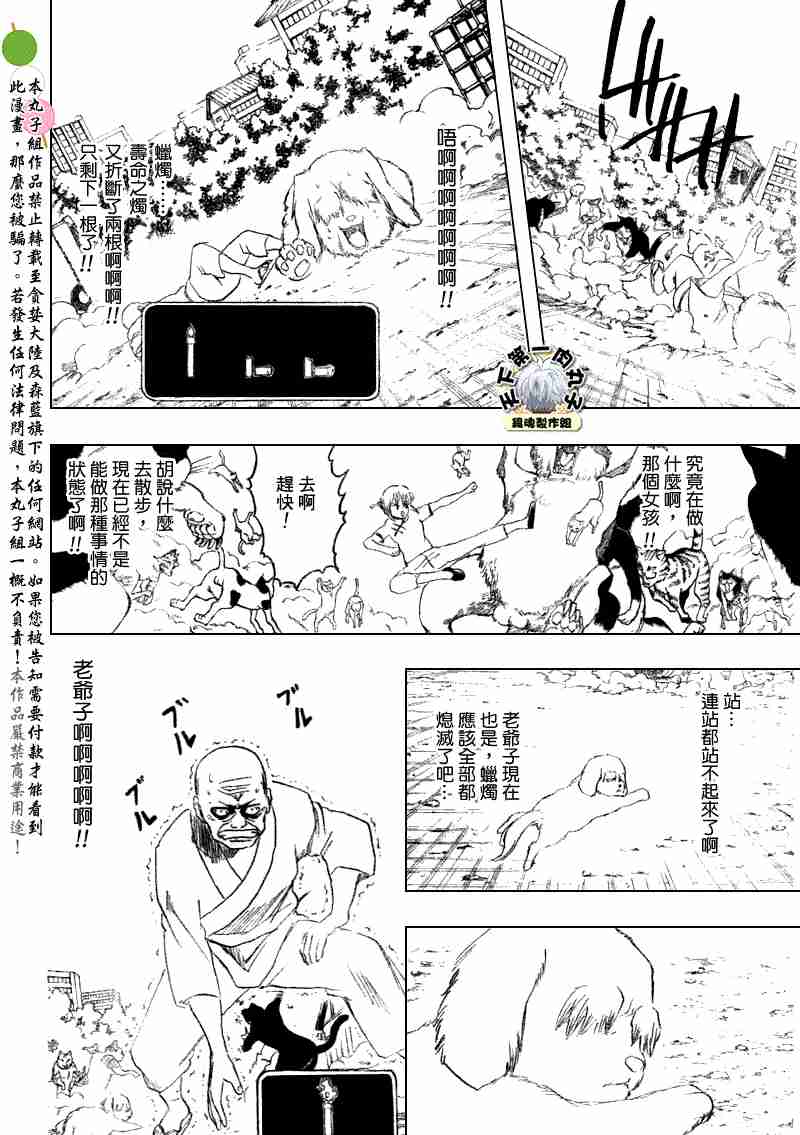 唔啊啊啊啊啊啊啊!!
蠟燭……
壽命之燭
又折斷了兩根啊啊!!
只剩下一根了!!
天下第一肉丸子
銀魂製作組
究竟在做
什麼啊,
那個女孩!!
去啊
趕快!
胡說什麼
去散步,
現在已經不是
能做那種事情的
狀態了啊!!
站…
連站都站不起來了啊
老爺子現在
也是,蠟燭
應該全部都
熄滅了吧…
ブル
ブル
老爺子啊啊啊啊啊!!
本丸子組作品禁止轉載至貪婪大陸及森藍旗下的任何網站。如果您被告知需要付款才能看到
此漫畫,那麼您被騙了。若發生任何法律問題,本丸子組一概不負責!本作品嚴禁商業用途!